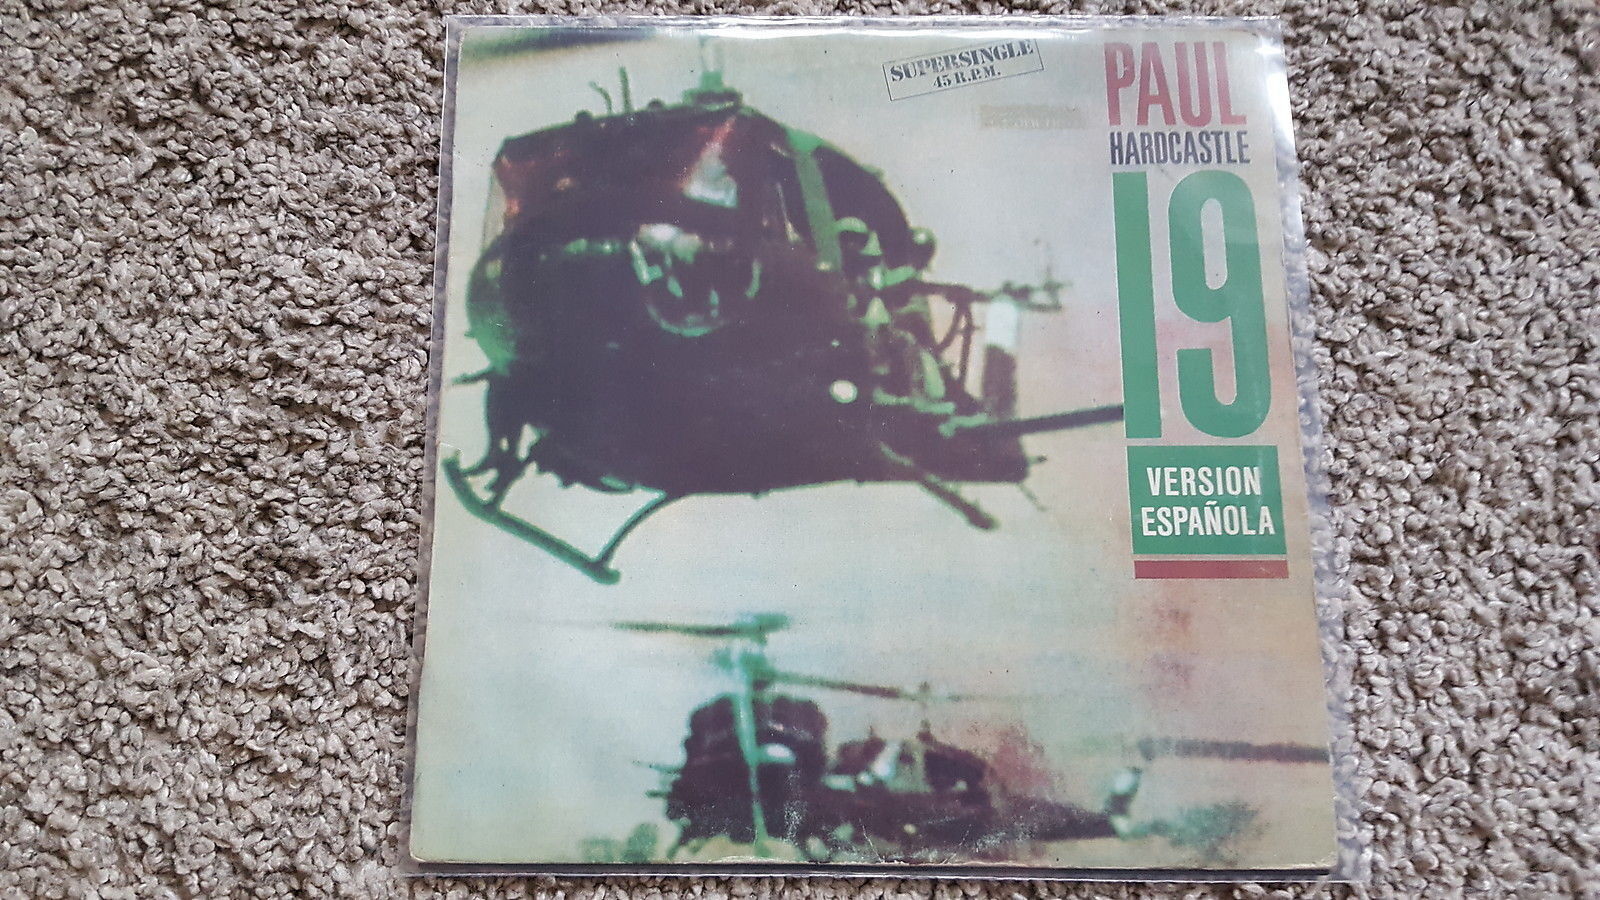 SUPERSINGLE
45 R.P.M.
PAUL
HARDCASTLE
19
VERSION
ESPAÑOLA